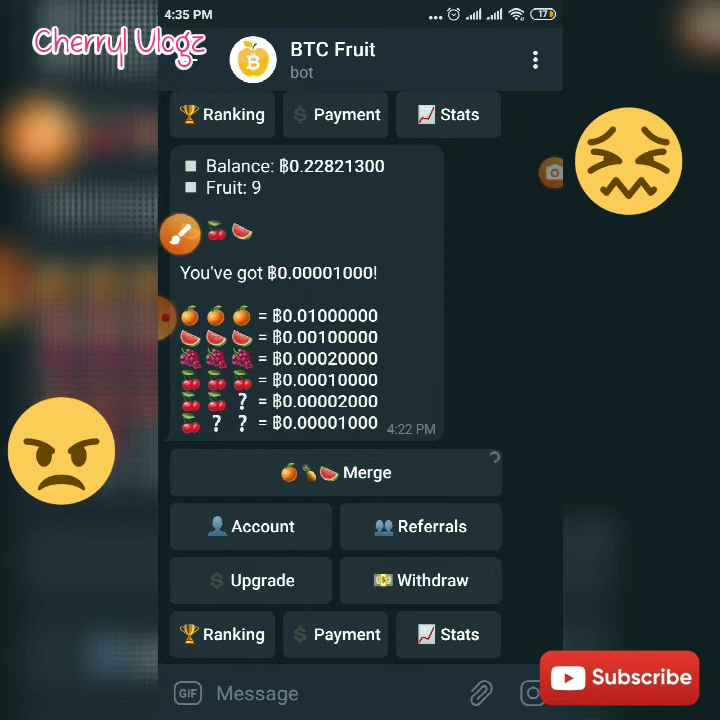 4:35 PM
17
Cherryl Vlogz
BTC Fruit
bot
Ranking
Payment
Stats
Balance: ฿0.22821300
Fruit: 9
You've got ฿0.00001000!
= ฿0.01000000
= ฿0.00100000
= ฿0.00020000
= ฿0.00010000
? = ฿0.00002000
? ? = ฿0.00001000
4:22 PM
Merge
Account
Referrals
$ Upgrade
Withdraw
Ranking
$ Payment
Stats
GIF
Message
Subscribe